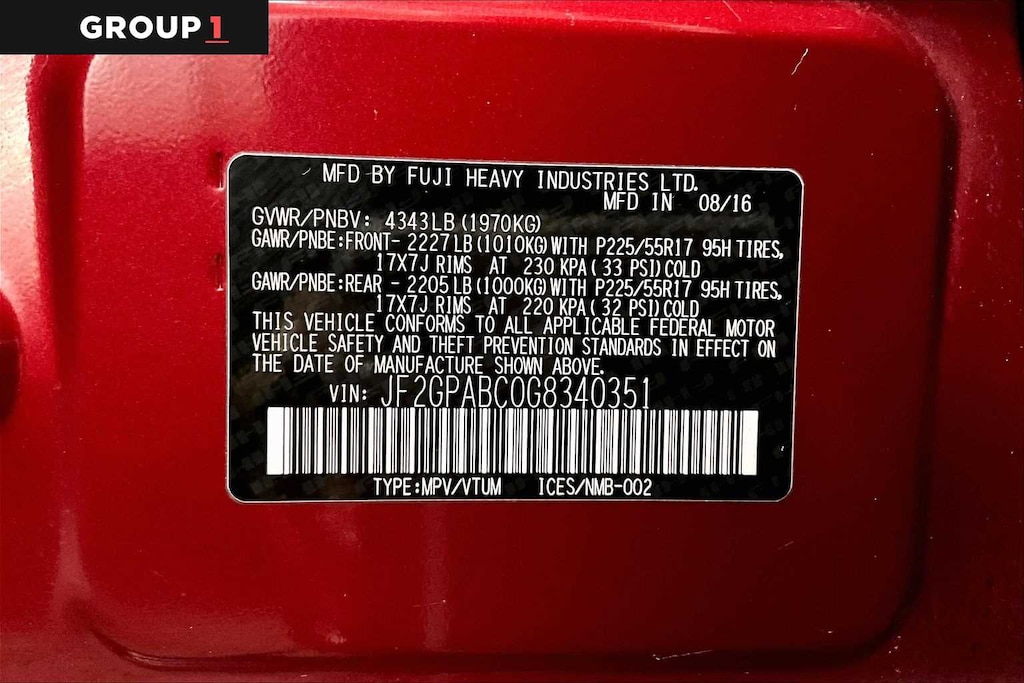 GROUP 1
MFD BY FUJI HEAVY INDUSTRIES LTD.
MFD IN 08/16
GVWR/PNBV: 4343LB (1970KG)
GAWR/PNBE:FRONT- 2227LB (1010KG) WITH P225/55R17 95H TIRES,
17X7J RIMS AT 230 KPA ( 33 PSI) COLD
GAWR/PNBE:REAR - 2205LB (1000KG) WITH P225/55R17 95H TIRES,
17X7J RIMS AT 220 KPA ( 32 PSI) COLD
THIS VEHICLE CONFORMS TO ALL APPLICABLE FEDERAL MOTOR
VEHICLE SAFETY AND THEFT PREVENTION STANDARDS IN EFFECT ON
THE DATE OF MANUFACTURE SHOWN ABOVE.
VIN: JF2GPABC0G8340351
TYPE:MPV/VTUM ICES/NMB-002